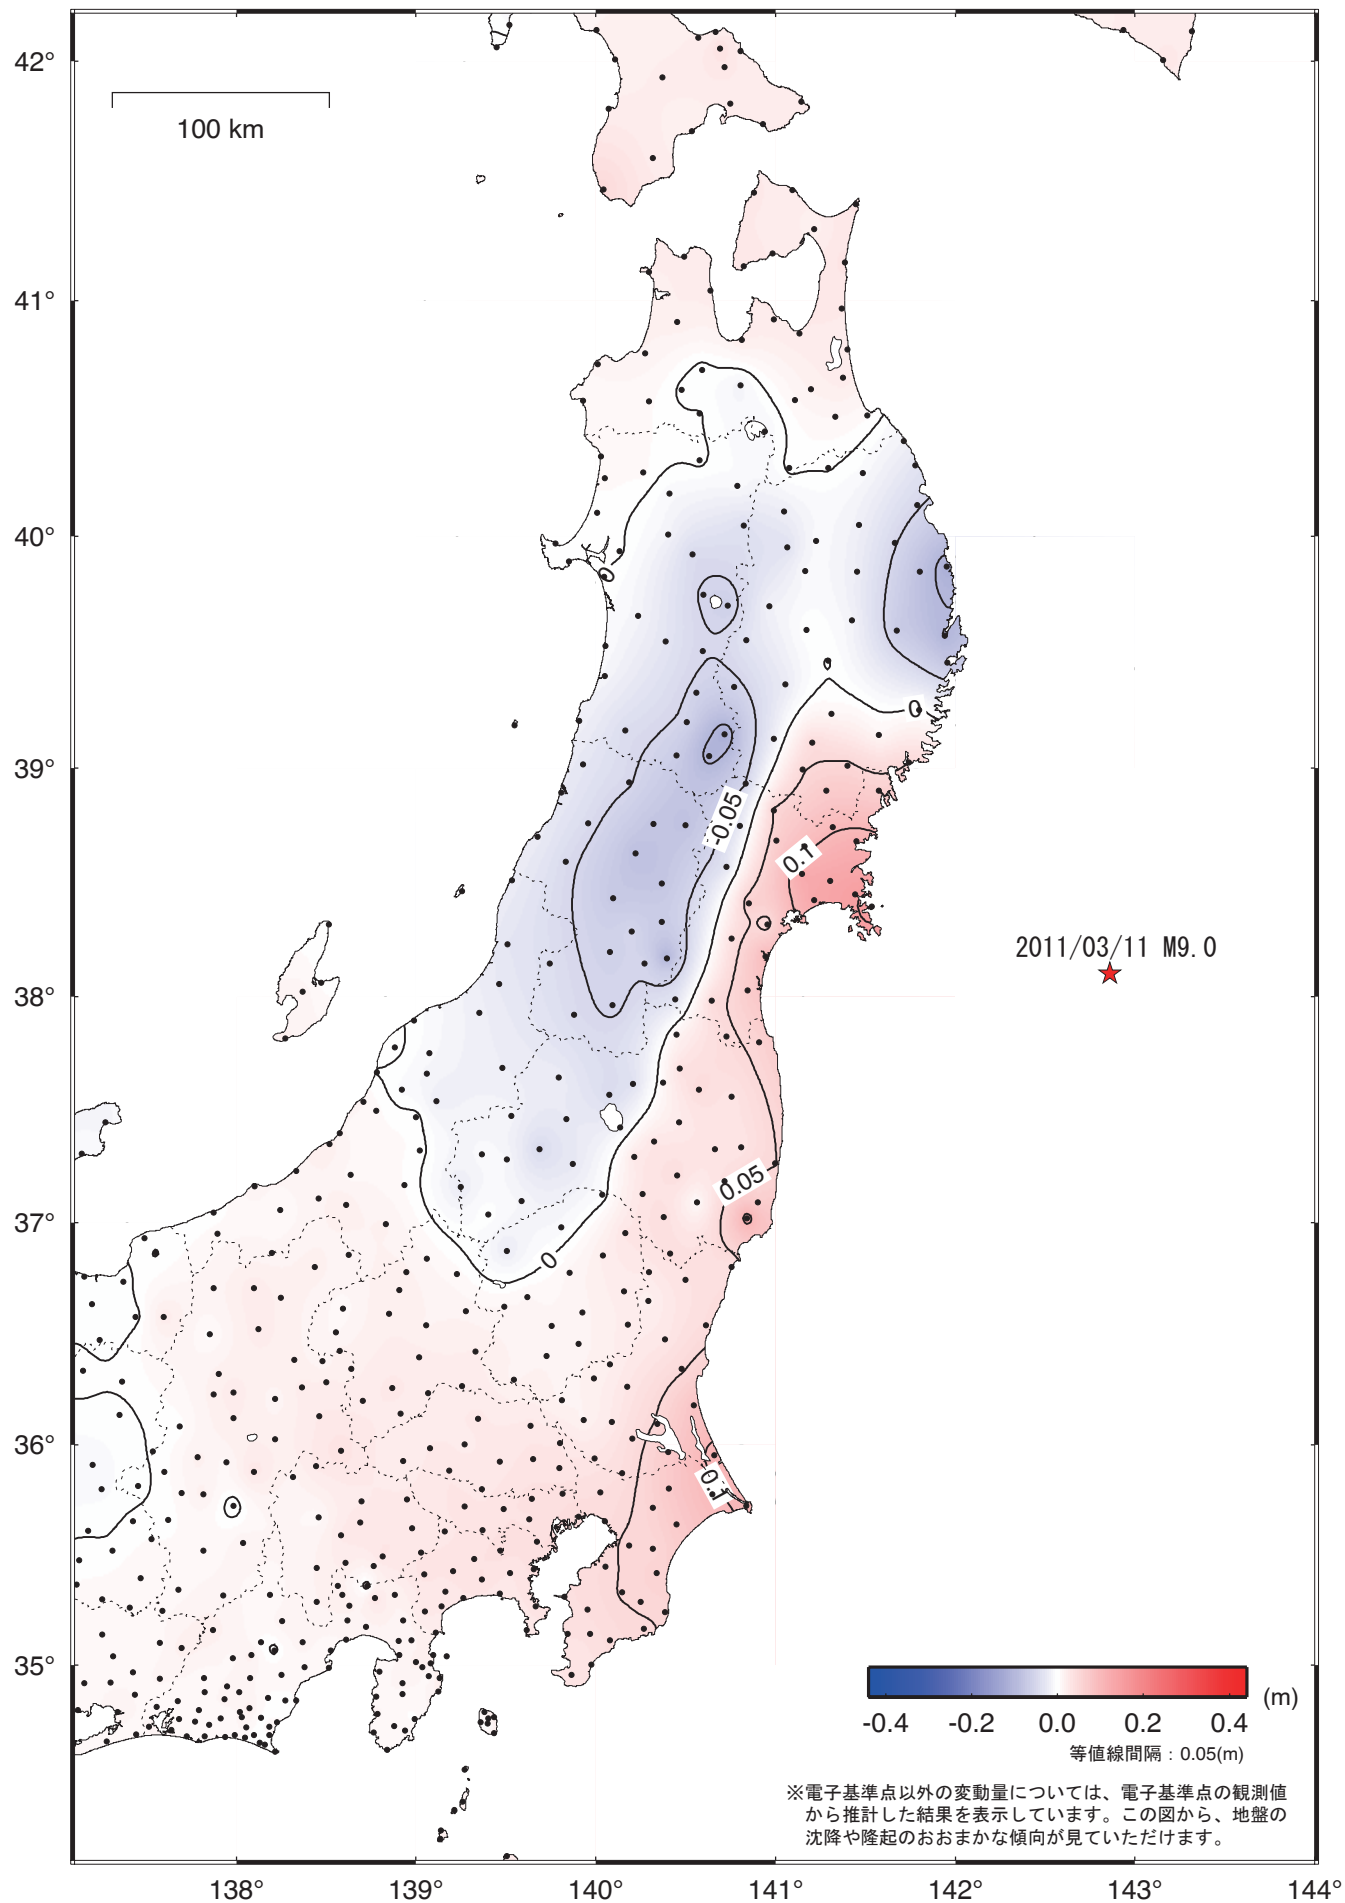 42°
100 km
41°
40°
0
0
39°
-0.05
0.1
2011/03/11 M9.0
38°
0.05
37°
0
36°
0.1
35°
(m)
-0.4 -0.2 0.0 0.2 0.4
等値線間隔：0.05(m)
※電子基準点以外の変動量については、電子基準点の観測値
から推計した結果を表示しています。この図から、地盤の
沈降や隆起のおおまかな傾向が見ていただけます。
138° 139° 140° 141° 142° 143° 144°